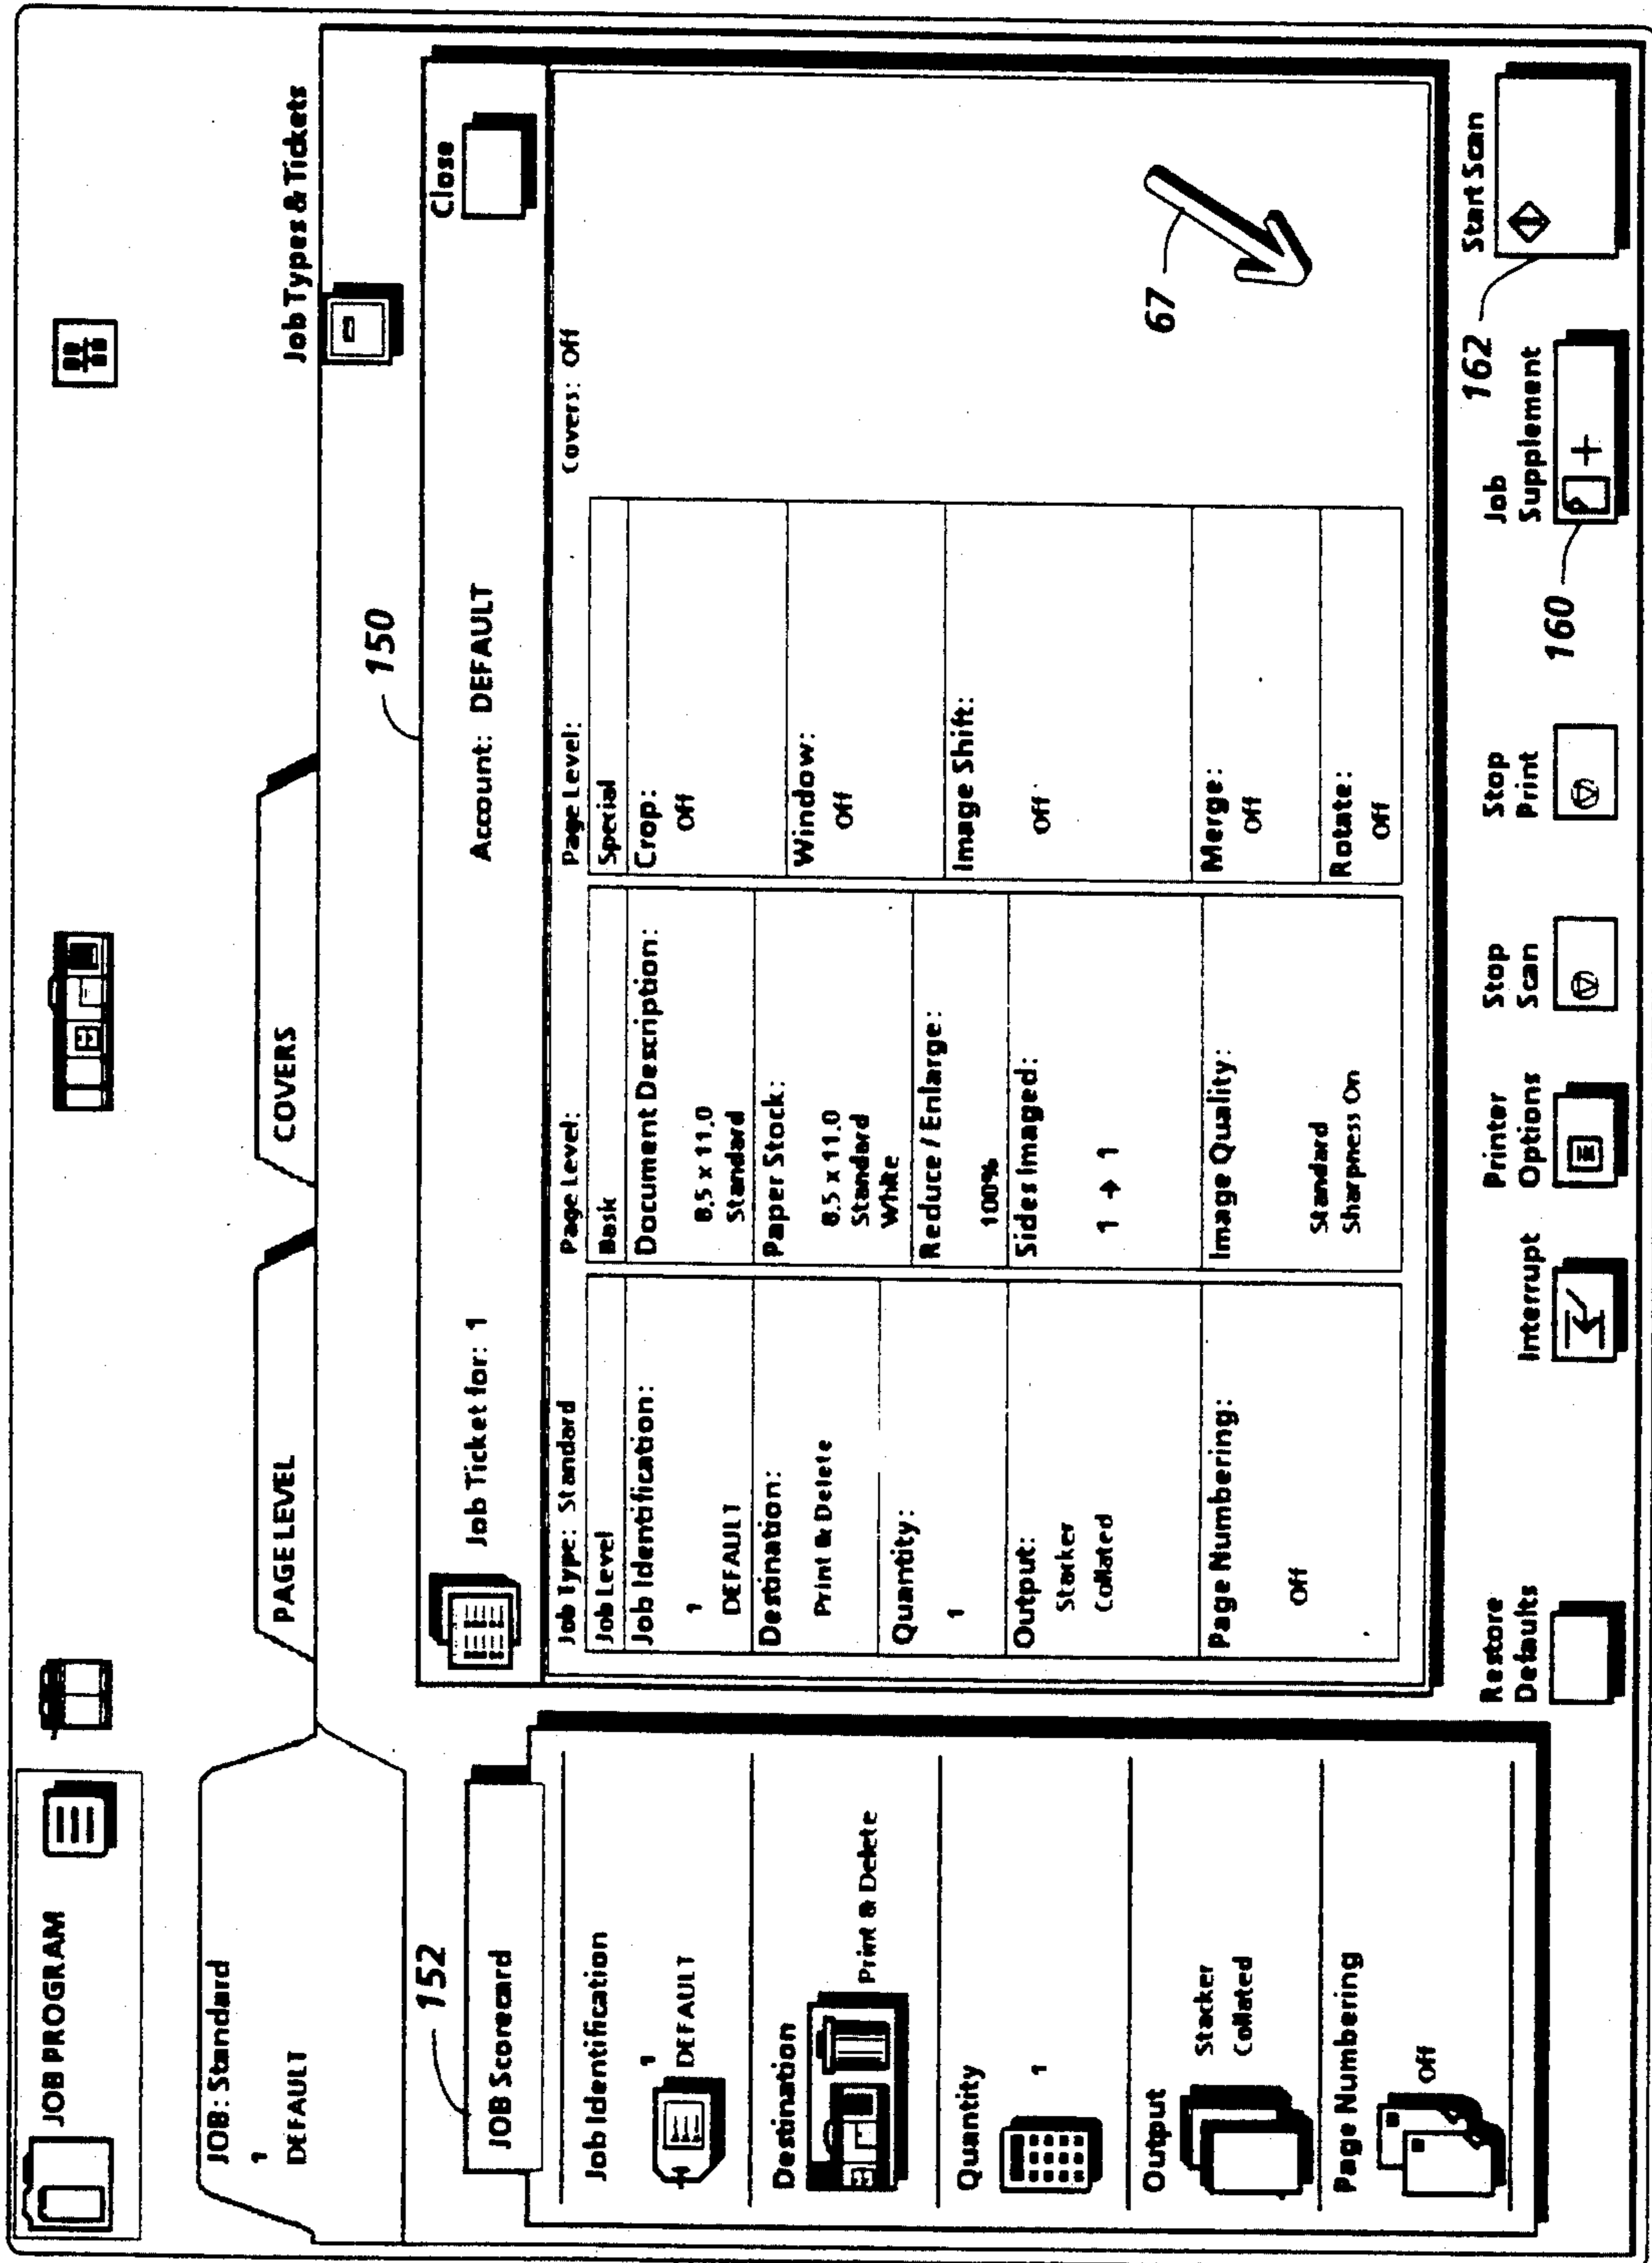 JOB PROGRAM
JOB: Standard
1
DEFAULT
PAGE LEVEL
COVERS
Job Types & Tickets
152
JOB Scorecard
Job Identification
1
DEFAULT
Destination
Print & Delete
Quantity
1
Output
Stacker
Collated
Page Numbering
Off
150
Job Ticket for: 1
Account: DEFAULT
Close
Job Type: Standard
Job Level
Job Identification:
1
DEFAULT
Destination:
Print & Delete
Quantity:
1
Output:
Stacker
Collated
Page Numbering:
Off
Page Level:
Basic
Document Description:
8.5 x 11.0
Standard
Paper Stock:
8.5 x 11.0
Standard
White
Reduce / Enlarge:
100%
Sides Imaged:
1 → 1
Image Quality:
Standard
Sharpness On
Page Level:
Special
Crop:
Off
Window:
Off
Image Shift:
Off
Merge:
Off
Rotate:
Off
Covers: Off
67
Restore
Defaults
Interrupt
Printer
Options
Stop
Scan
Stop
Print
160
Job
Supplement
162
Start Scan